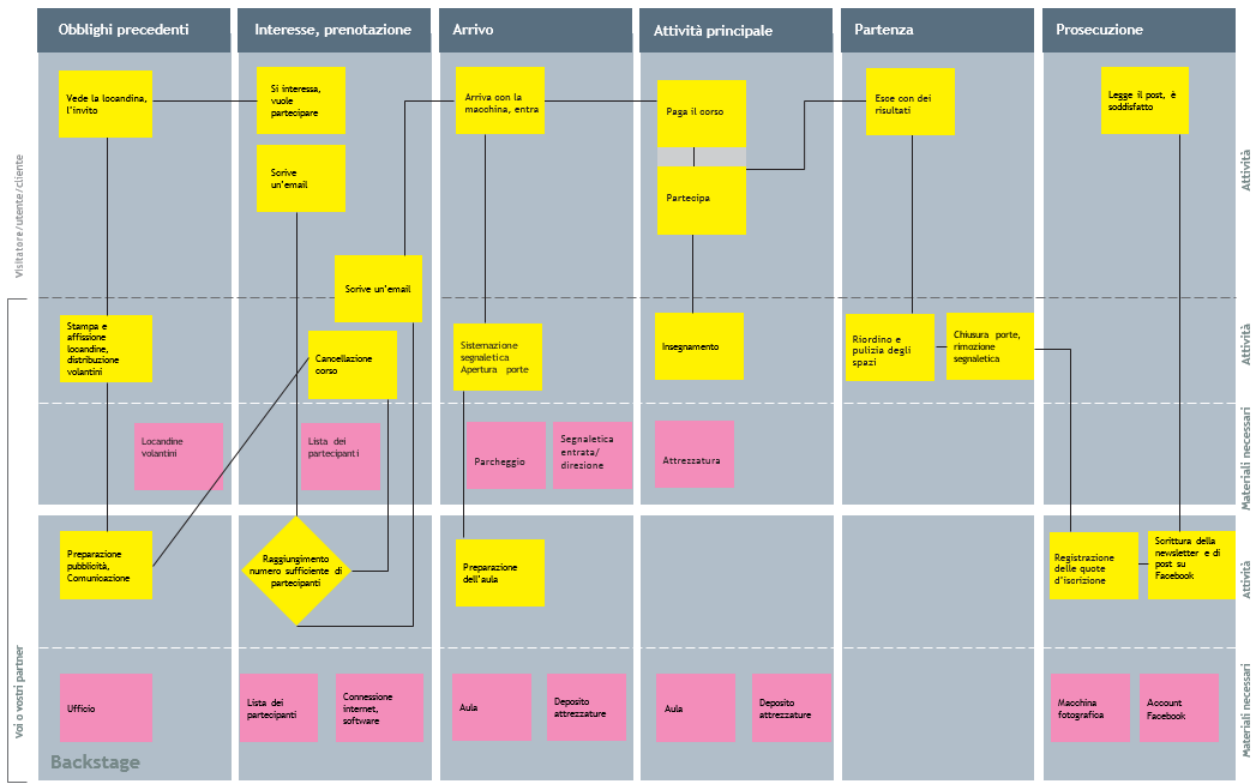 Obblighi precedenti
Interesse, prenotazione
Arrivo
Attività principale
Partenza
Prosecuzione
Visitatore/utente/cliente
Vede la locandina,
l'invito
Si interessa,
vuole
partecipare
Scrive
un'email
Arriva con la
macchina, entra
Paga il corso
Partecipa
Esce con dei
risultati
Legge il post, è
soddisfatto
Attività
Scrive un'email
Voi o vostri partner
Stampa e
affissione
locandine,
distribuzione
volantini
Cancellazione
corso
Sistemazione
segnaletica
Apertura porte
Insegnamento
Riordino e
pulizia degli
spazi
Chiusura porte,
rimozione
segnaletica
Attività
Locandine
volantini
Lista dei
partecipanti
Parcheggio
Segnaletica
entrata/
direzione
Attrezzatura
Materiali necessari
Preparazione
pubblicità,
Comunicazione
Raggiungimento
numero sufficiente di
partecipanti
Preparazione
dell'aula
Registrazione
delle quote
d'iscrizione
Scrittura della
newsletter e di
post su
Facebook
Attività
Ufficio
Lista dei
partecipanti
Connessione
internet,
software
Aula
Deposito
attrezzature
Aula
Deposito
attrezzature
Macchina
fotografica
Account
Facebook
Materiali necessari
Backstage